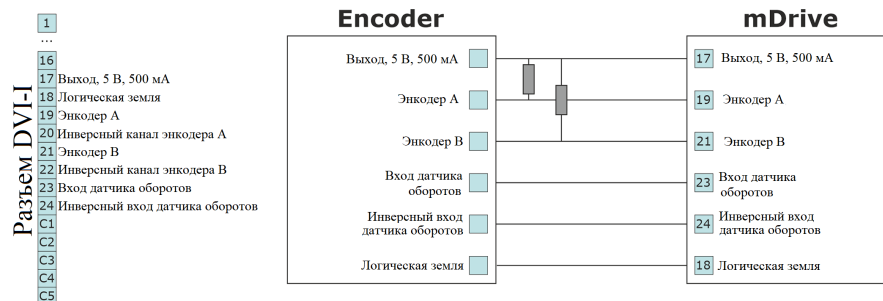 Разъем DVI-I
1
...
16
17 Выход, 5 В, 500 мА
18 Логическая земля
19 Энкодер А
20 Инверсный канал энкодера А
21 Энкодер В
22 Инверсный канал энкодера В
23 Вход датчика оборотов
24 Инверсный вход датчика оборотов
C1
C2
C3
C4
C5
Encoder
Выход, 5 В, 500 мА
Энкодер А
Энкодер В
Вход датчика
оборотов
Инверсный вход
датчика оборотов
Логическая земля
mDrive
17 Выход, 5 В, 500 мА
19 Энкодер А
21 Энкодер В
23 Вход датчика
оборотов
24 Инверсный вход
датчика оборотов
18 Логическая земля